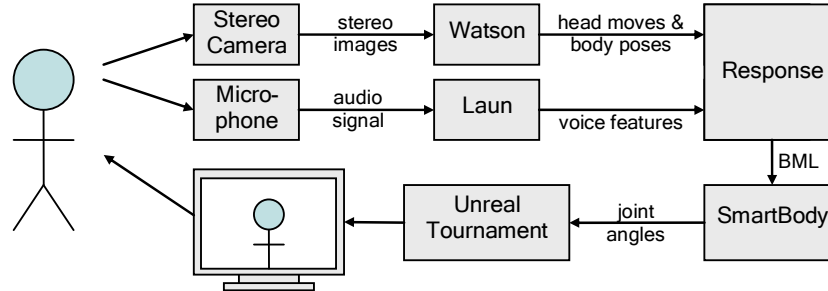 Stereo
Camera
stereo
images
Watson
head moves &
body poses
Response
Micro-
phone
audio
signal
Laun
voice features
BML
Unreal
Tournament
joint
angles
SmartBody